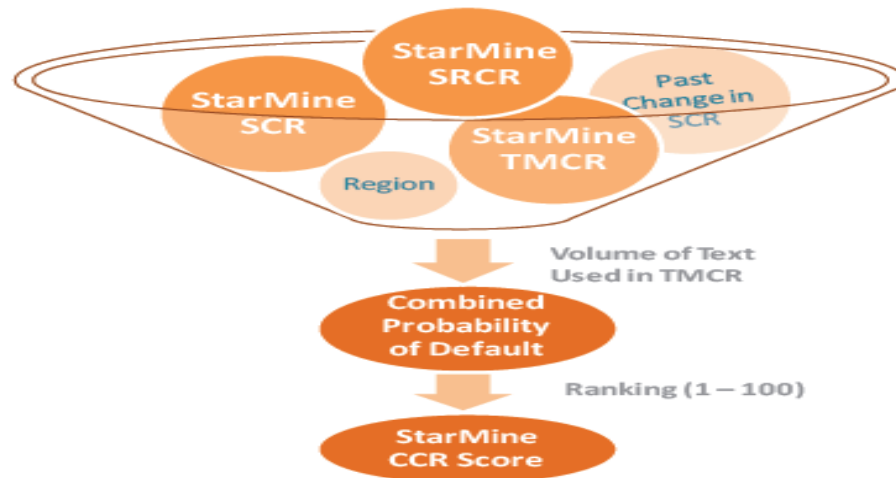 StarMine
SRCR
StarMine
SCR
Past
Change in
SCR
StarMine
TMCR
Region
Volume of Text
Used in TMCR
Combined
Probability
of Default
Ranking (1 – 100)
StarMine
CCR Score